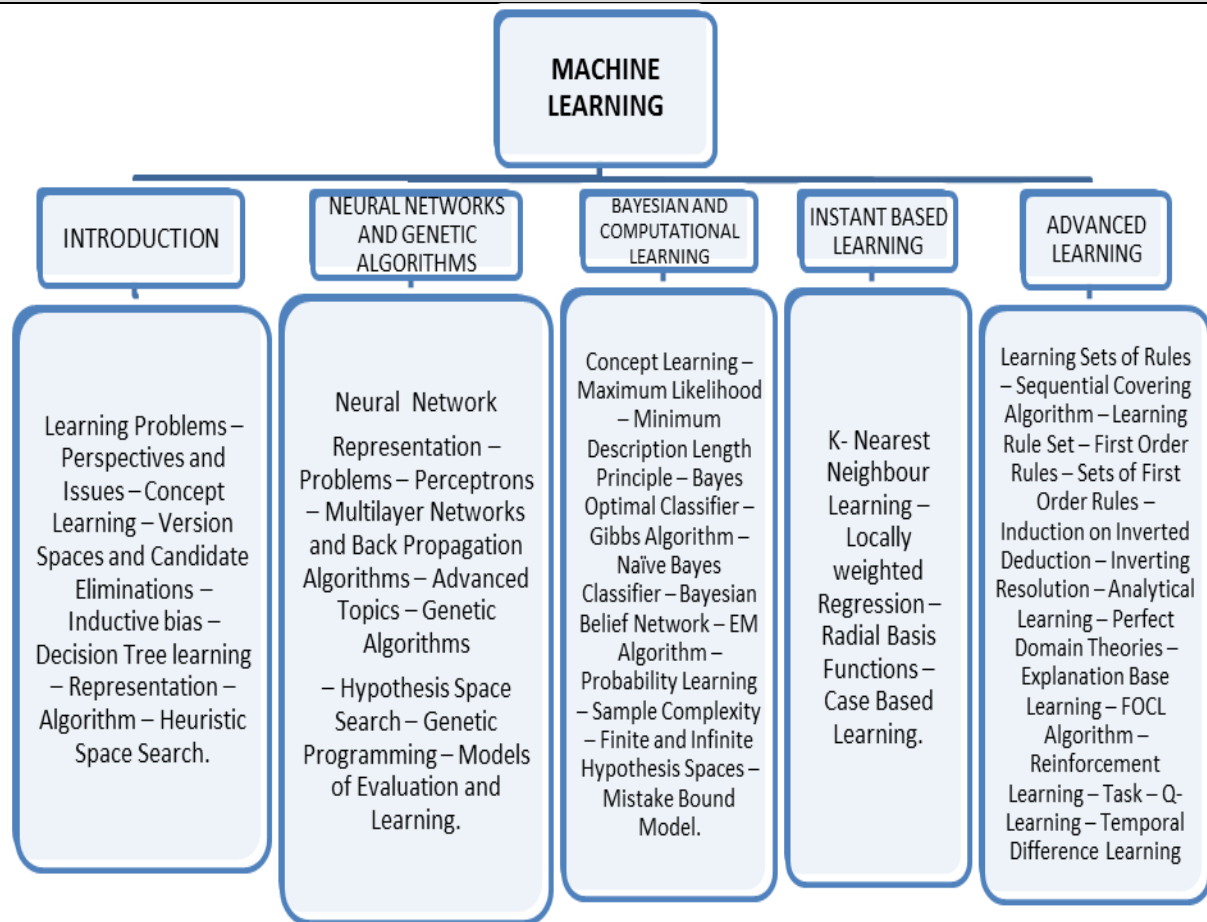 MACHINE
LEARNING
INTRODUCTION
Learning Problems –
Perspectives and
Issues – Concept
Learning – Version
Spaces and Candidate
Eliminations –
Inductive bias –
Decision Tree learning
– Representation –
Algorithm – Heuristic
Space Search.
NEURAL NETWORKS
AND GENETIC
ALGORITHMS
Neural Network
Representation –
Problems – Perceptrons
– Multilayer Networks
and Back Propagation
Algorithms – Advanced
Topics – Genetic
Algorithms
– Hypothesis Space
Search – Genetic
Programming – Models
of Evaluation and
Learning.
BAYESIAN AND
COMPUTATIONAL
LEARNING
Concept Learning –
Maximum Likelihood
– Minimum
Description Length
Principle – Bayes
Optimal Classifier –
Gibbs Algorithm –
Naïve Bayes
Classifier – Bayesian
Belief Network – EM
Algorithm –
Probability Learning
– Sample Complexity
– Finite and Infinite
Hypothesis Spaces –
Mistake Bound
Model.
INSTANT BASED
LEARNING
K- Nearest
Neighbour
Learning –
Locally
weighted
Regression –
Radial Basis
Functions –
Case Based
Learning.
ADVANCED
LEARNING
Learning Sets of Rules
– Sequential Covering
Algorithm – Learning
Rule Set – First Order
Rules – Sets of First
Order Rules –
Induction on Inverted
Deduction – Inverting
Resolution – Analytical
Learning – Perfect
Domain Theories –
Explanation Base
Learning – FOCL
Algorithm –
Reinforcement
Learning – Task – Q-
Learning – Temporal
Difference Learning